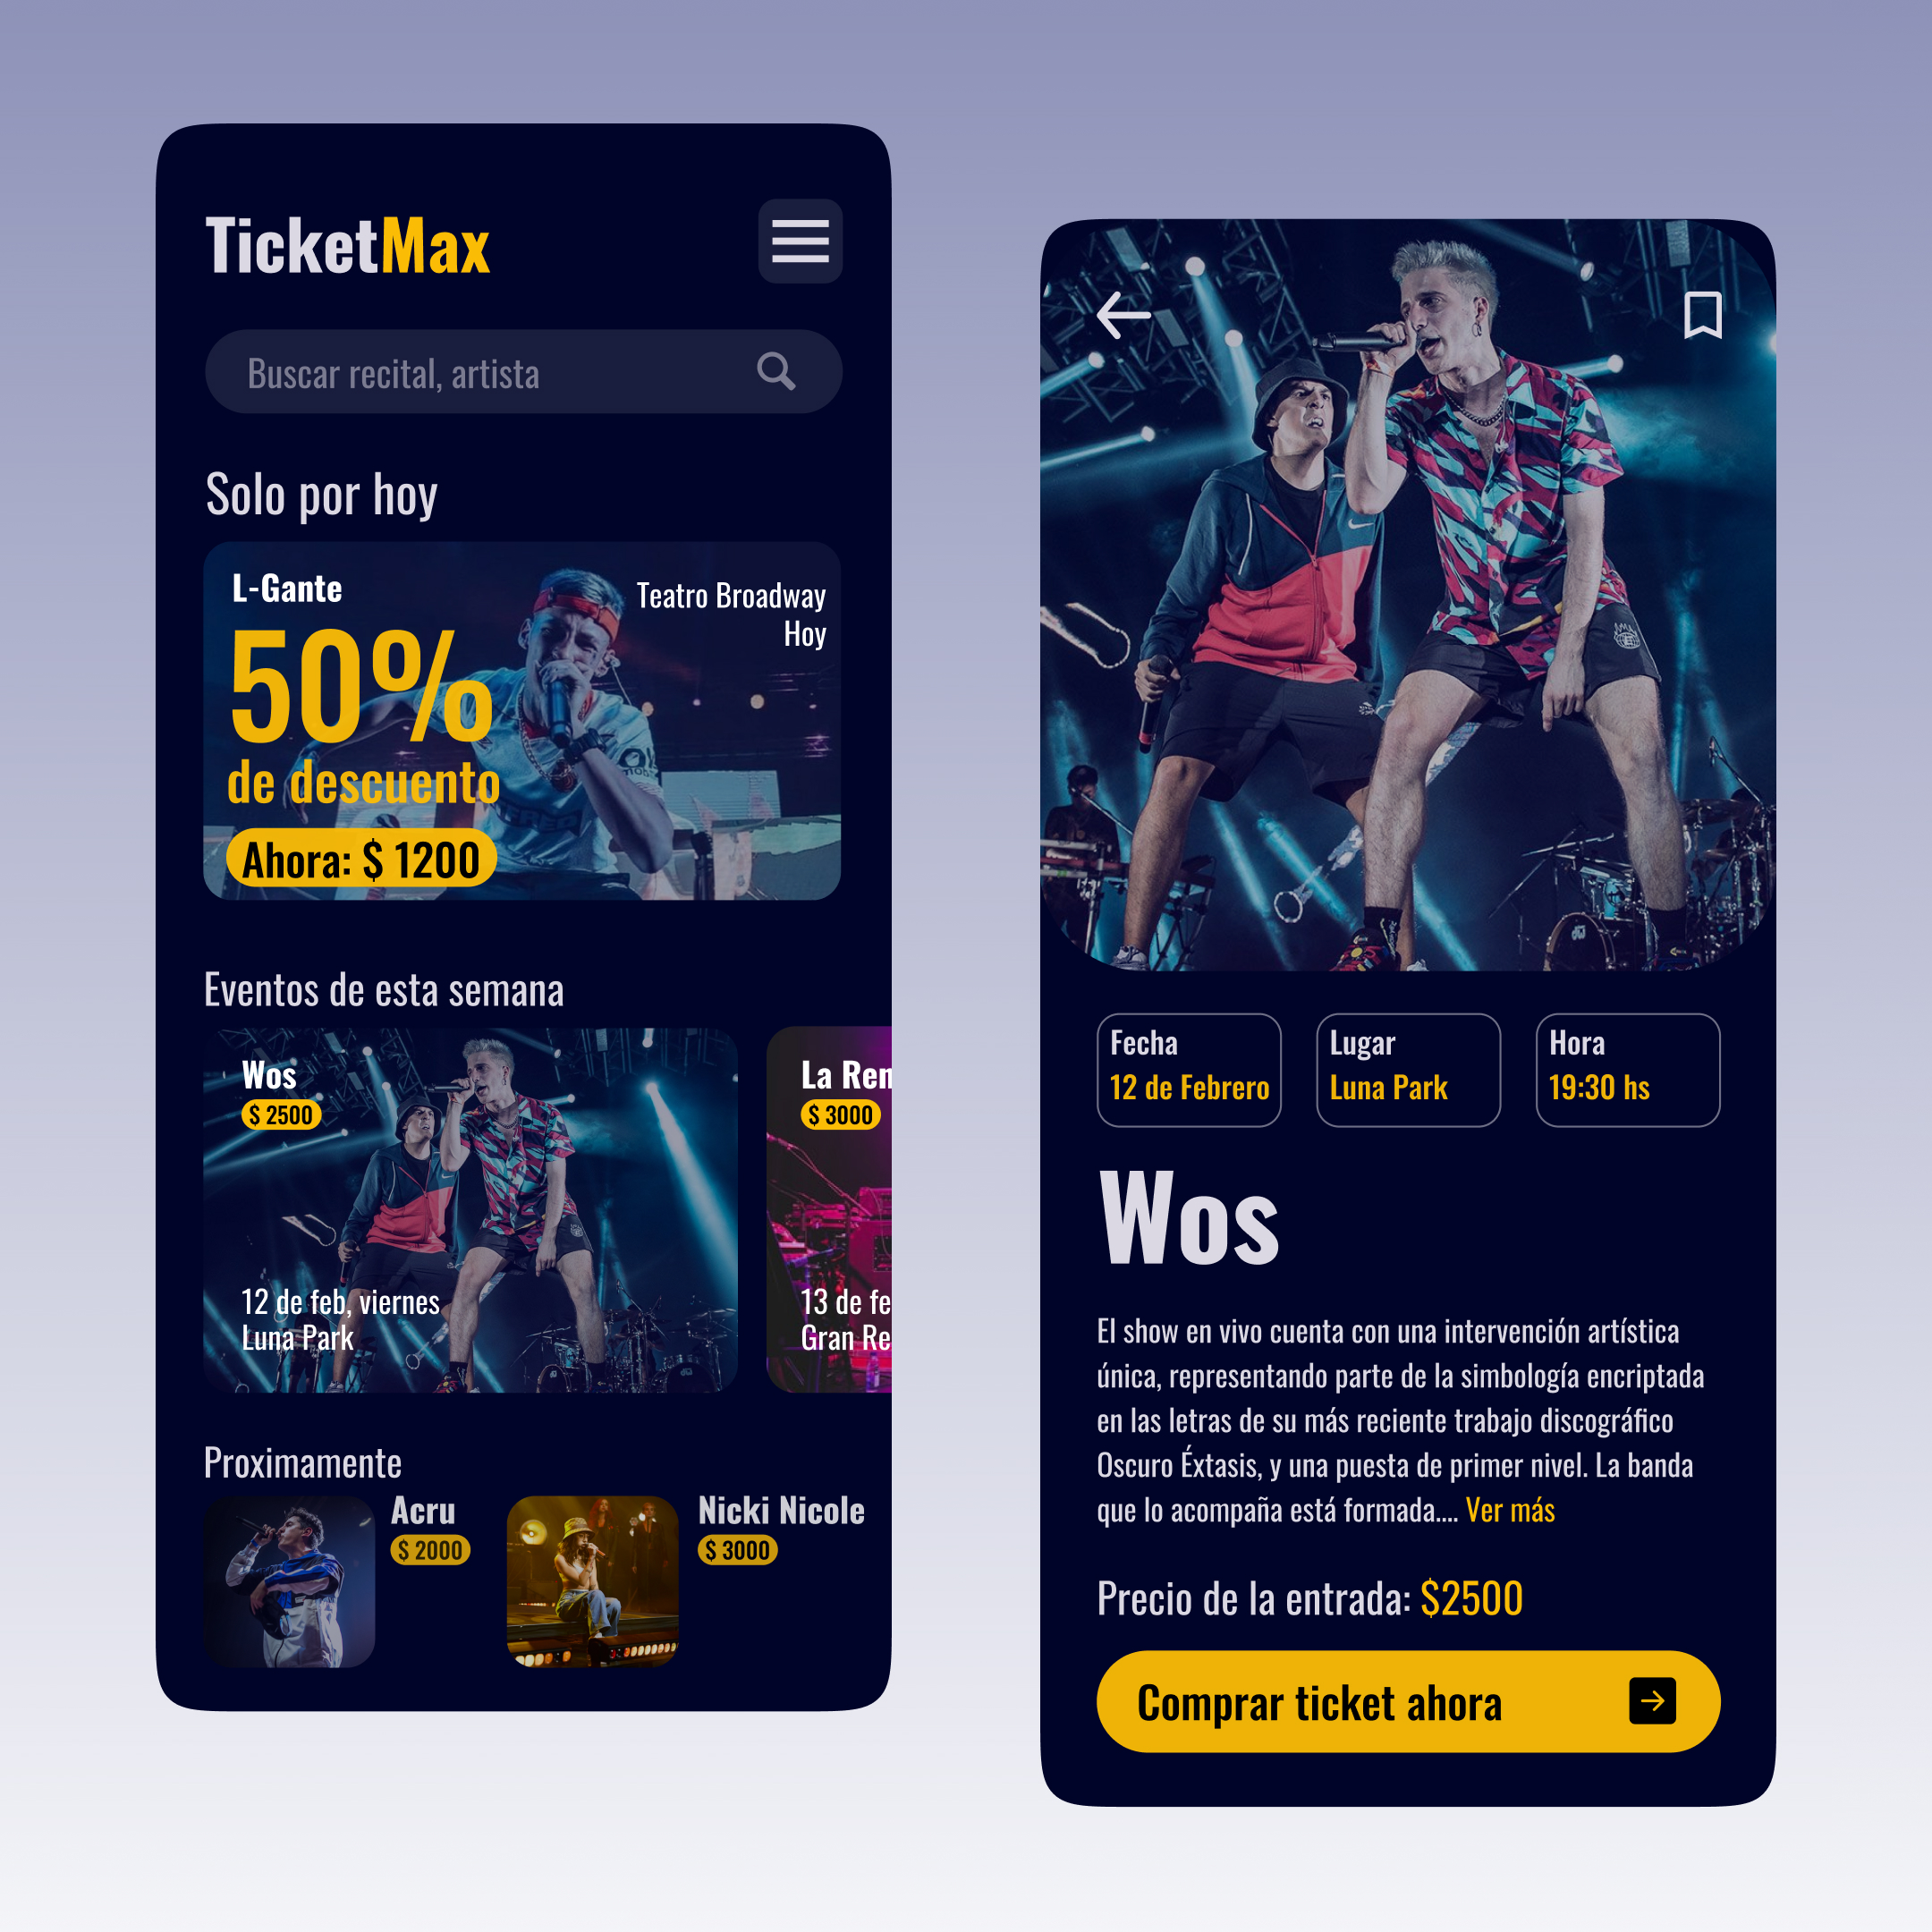 TicketMax
Buscar recital, artista
Solo por hoy
L-Gante
Teatro Broadway
Hoy
50%
de descuento
Ahora: $ 1200
Eventos de esta semana
Wos
$ 2500
12 de feb, viernes
Luna Park
La Ren
$ 3000
13 de fe
Gran Re
Proximamente
Acru
$ 2000
Nicki Nicole
$ 3000
Fecha
12 de Febrero
Lugar
Luna Park
Hora
19:30 hs
Wos
El show en vivo cuenta con una intervención artística
única, representando parte de la simbología encriptada
en las letras de su más reciente trabajo discográfico
Oscuro Éxtasis, y una puesta de primer nivel. La banda
que lo acompaña está formada.... Ver más
Precio de la entrada: $2500
Comprar ticket ahora